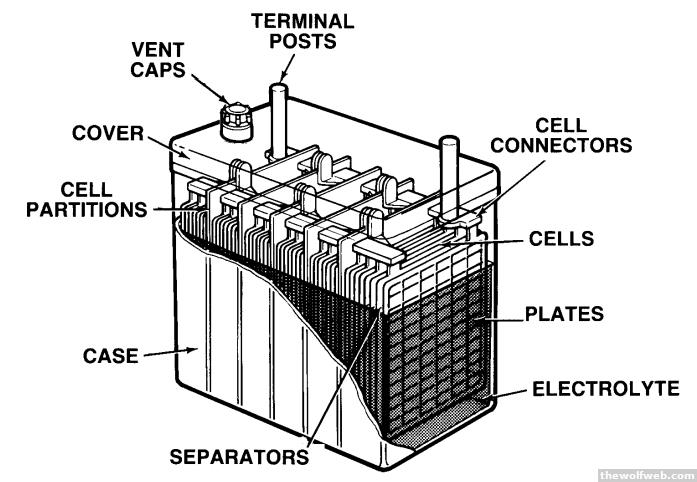 TERMINAL
POSTS
VENT
CAPS
COVER
CELL
CONNECTORS
CELL
PARTITIONS
CELLS
PLATES
CASE
ELECTROLYTE
SEPARATORS
thewolfweb.com